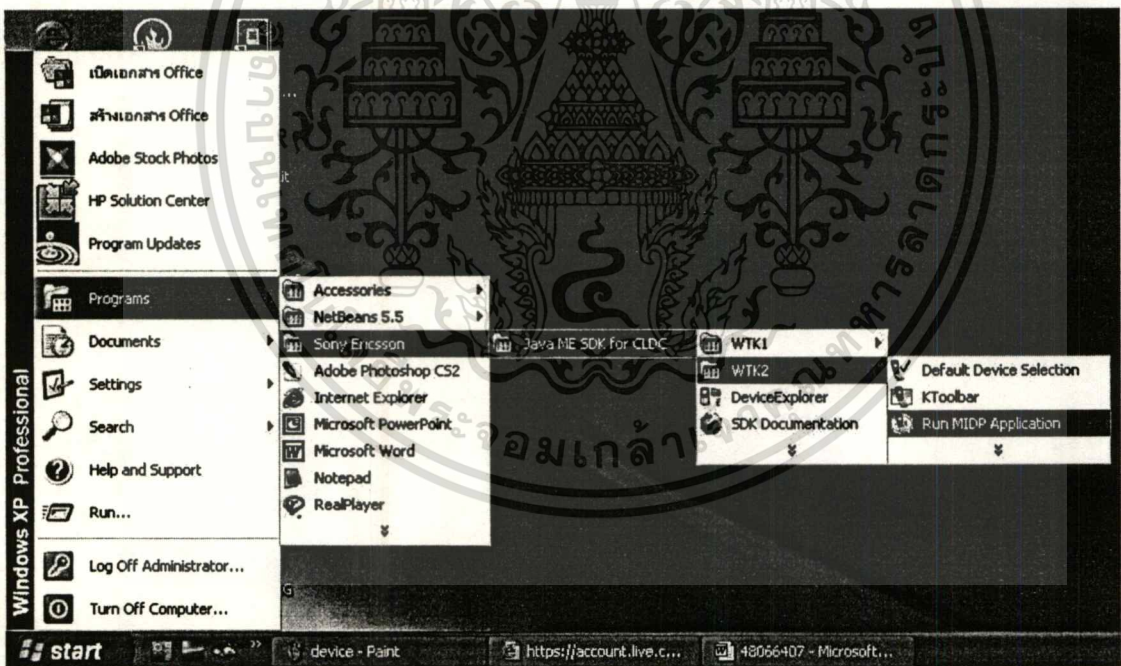 เปิดเอกสาร Office
สร้างเอกสาร Office
Adobe Stock Photos
HP Solution Center
Program Updates
Programs
Documents
Settings
Search
Help and Support
Run...
Log Off Administrator...
Turn Off Computer...
Windows XP Professional
Accessories
NetBeans 5.5
Sony Ericsson
Adobe Photoshop CS2
Internet Explorer
Microsoft PowerPoint
Microsoft Word
Notepad
RealPlayer
Java ME SDK for CLDC
WTK1
WTK2
DeviceExplorer
SDK Documentation
Default Device Selection
KToolbar
Run MIDP Application
start
device - Paint
https://account.live.c...
48066407 - Microsoft...